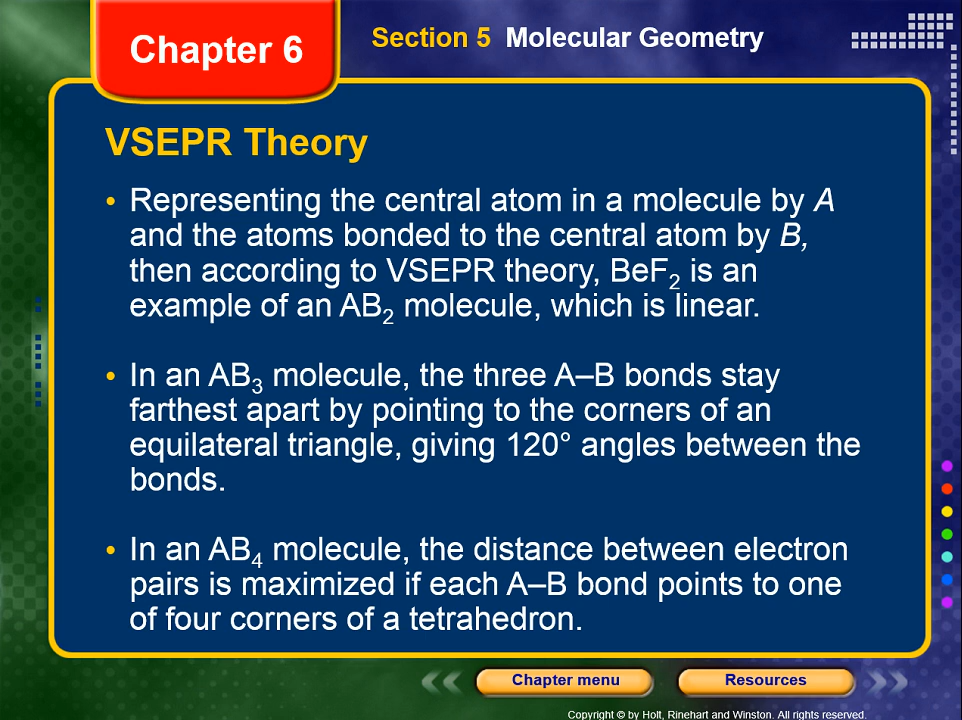 Chapter 6
Section 5 Molecular Geometry
VSEPR Theory
• Representing the central atom in a molecule by A
and the atoms bonded to the central atom by B,
then according to VSEPR theory, BeF₂ is an
example of an AB₂ molecule, which is linear.
• In an AB₃ molecule, the three A–B bonds stay
farthest apart by pointing to the corners of an
equilateral triangle, giving 120° angles between the
bonds.
• In an AB₄ molecule, the distance between electron
pairs is maximized if each A–B bond points to one
of four corners of a tetrahedron.
Chapter menu
Resources
Copyright © by Holt, Rinehart and Winston. All rights reserved.